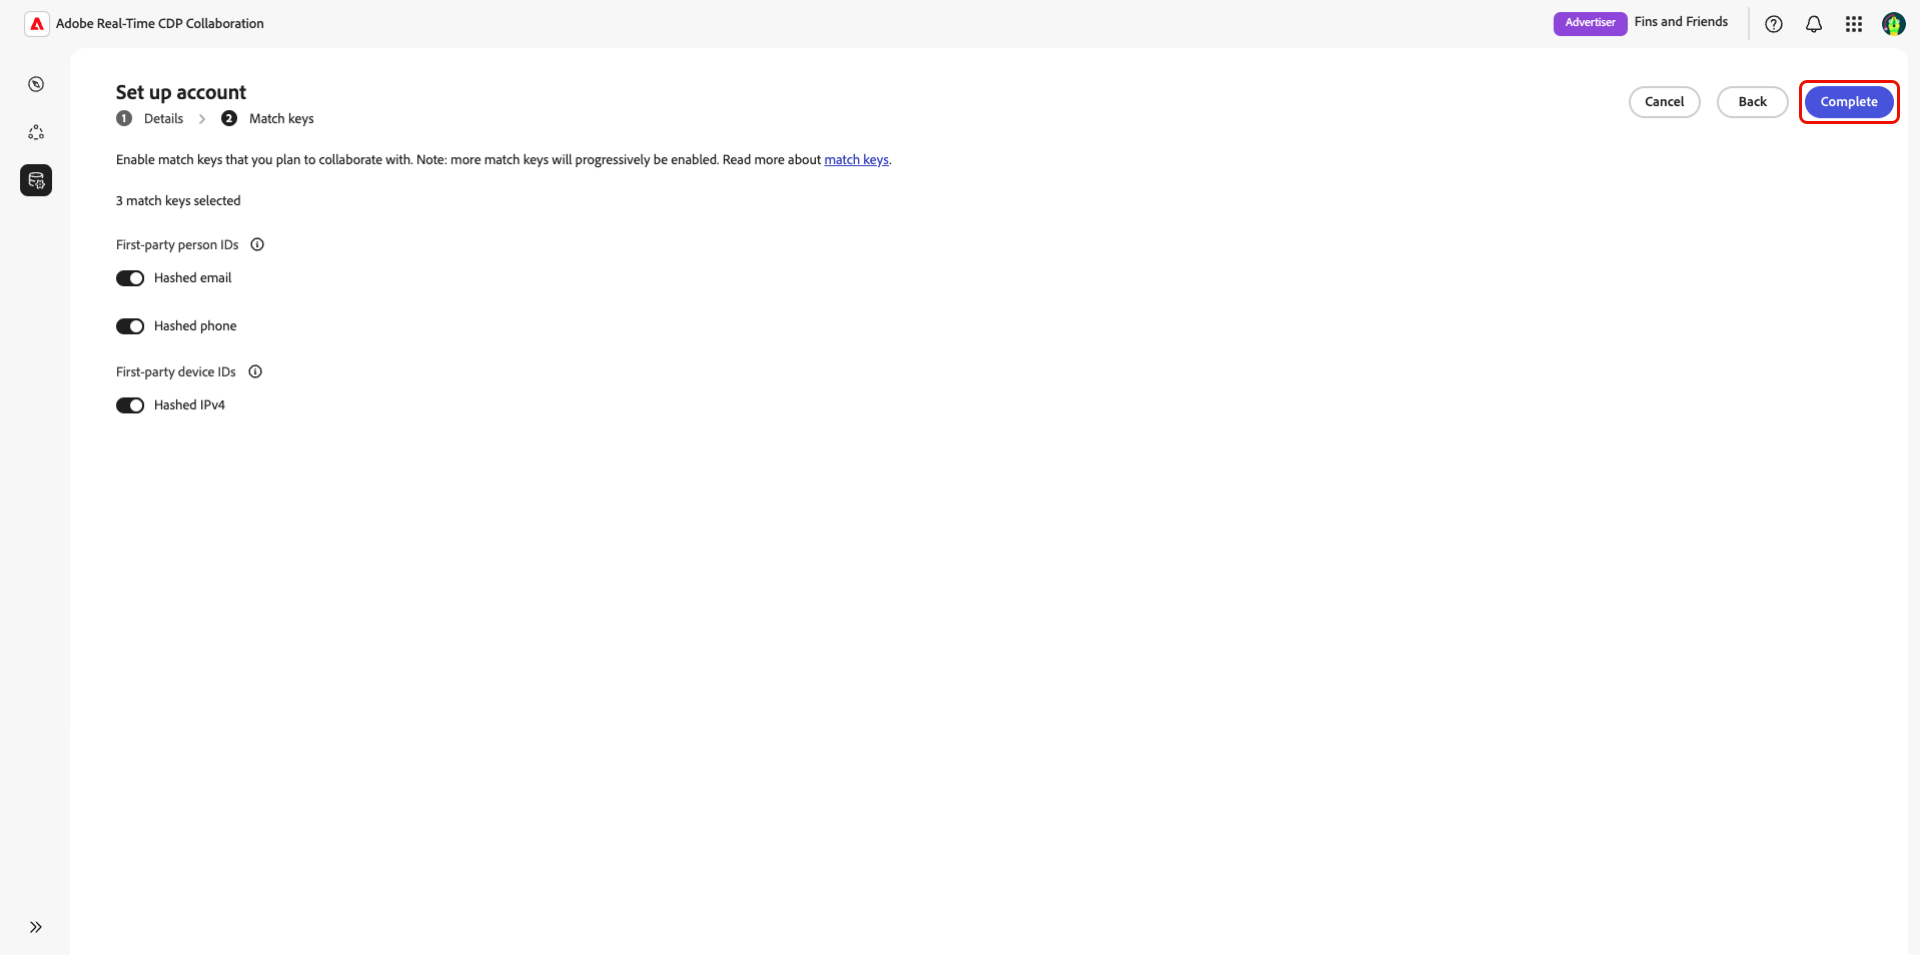 Adobe Real-Time CDP Collaboration
Advertiser Fins and Friends
Set up account
Cancel Back Complete
1 Details 2 Match keys
Enable match keys that you plan to collaborate with. Note: more match keys will progressively be enabled. Read more about match keys.
3 match keys selected
First-party person IDs
Hashed email
Hashed phone
First-party device IDs
Hashed IPv4